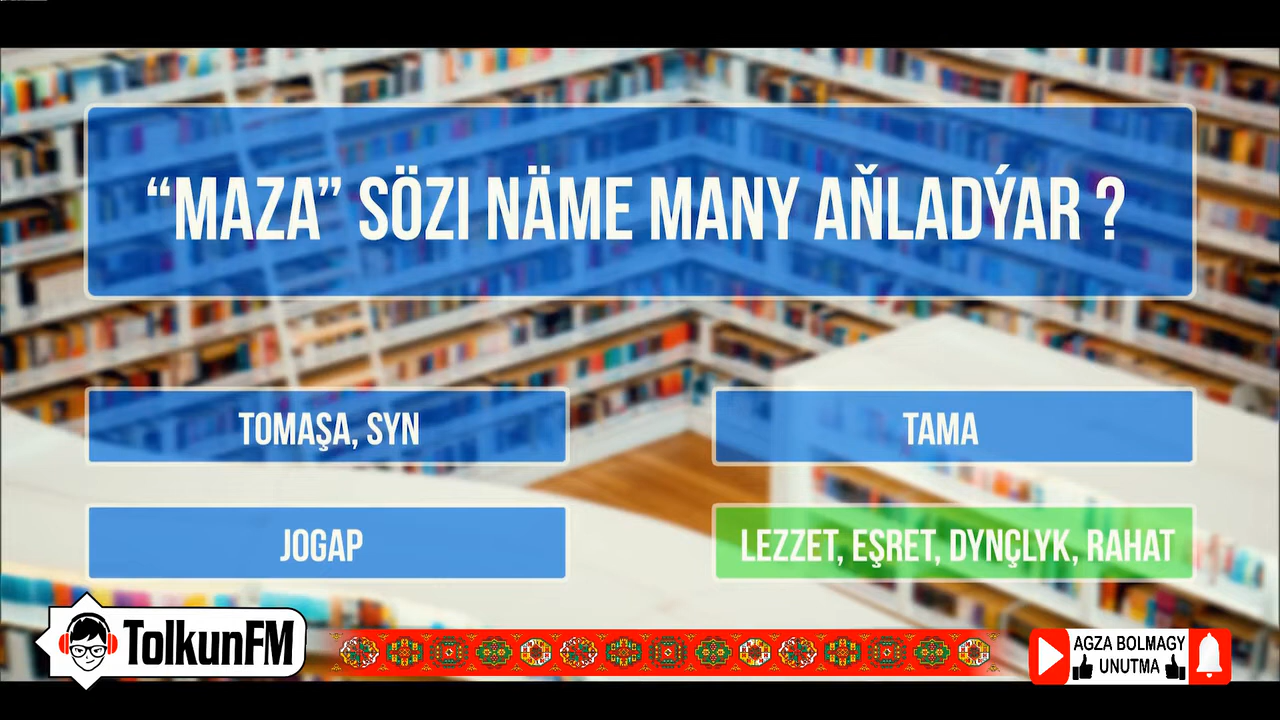 “MAZA” SÖZI NÄME MANY AŇLADÝAR ?
TOMAŞA, SYN
TAMA
JOGAP
LEZZET, EŞRET, DYNÇLYK, RAHAT
TolkunFM
AGZA BOLMAGY
UNUTMA